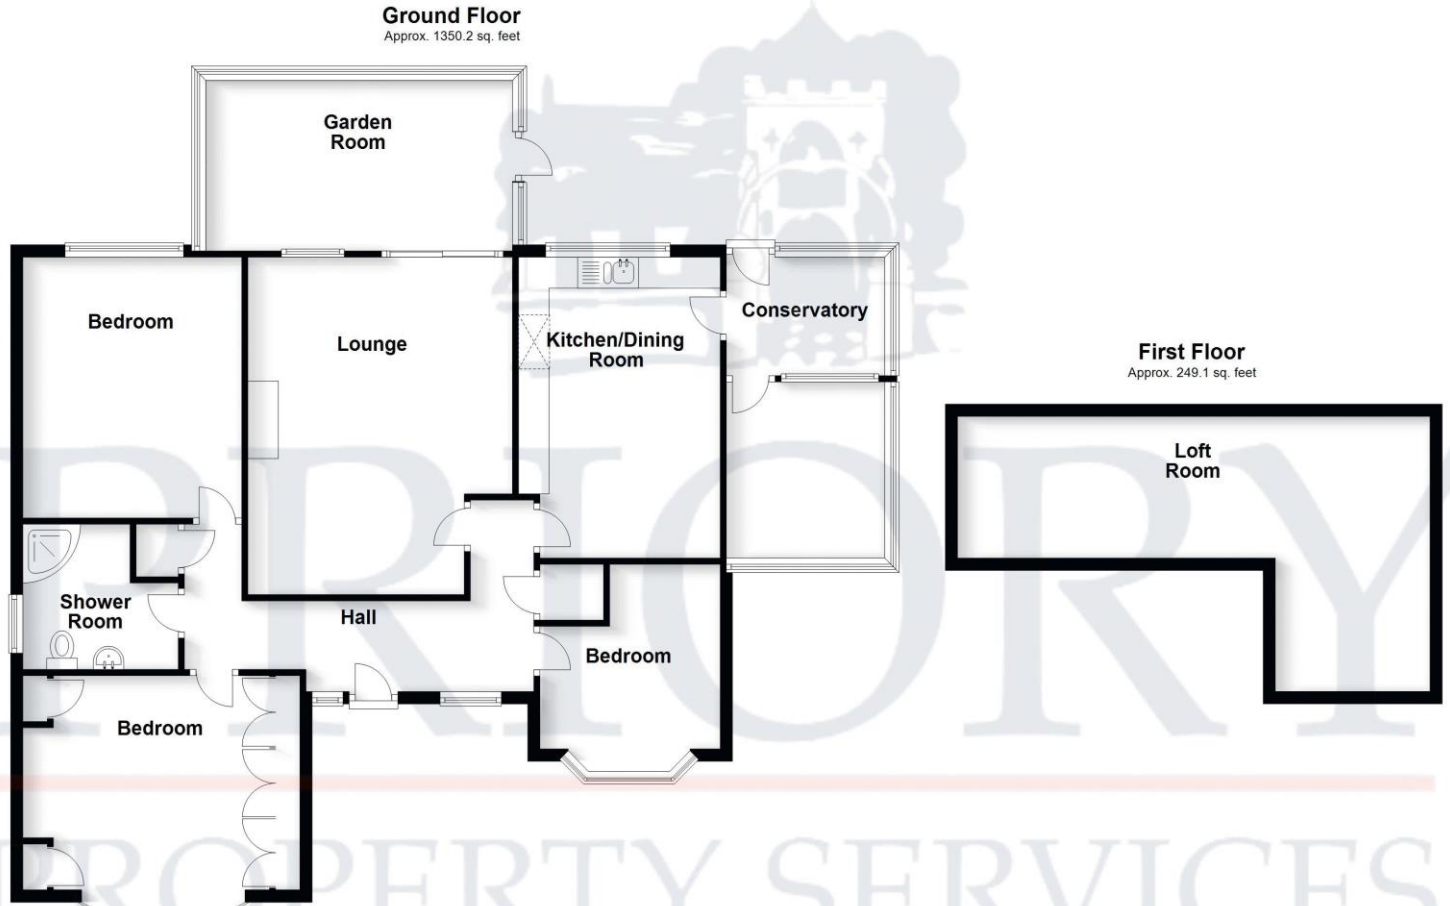 Ground Floor
Approx. 1350.2 sq. feet
Garden
Room
Bedroom
Lounge
Kitchen/Dining
Room
Conservatory
First Floor
Approx. 249.1 sq. feet
Loft
Room
Shower
Room
Hall
Bedroom
Bedroom
PRIORY
PROPERTY SERVICES